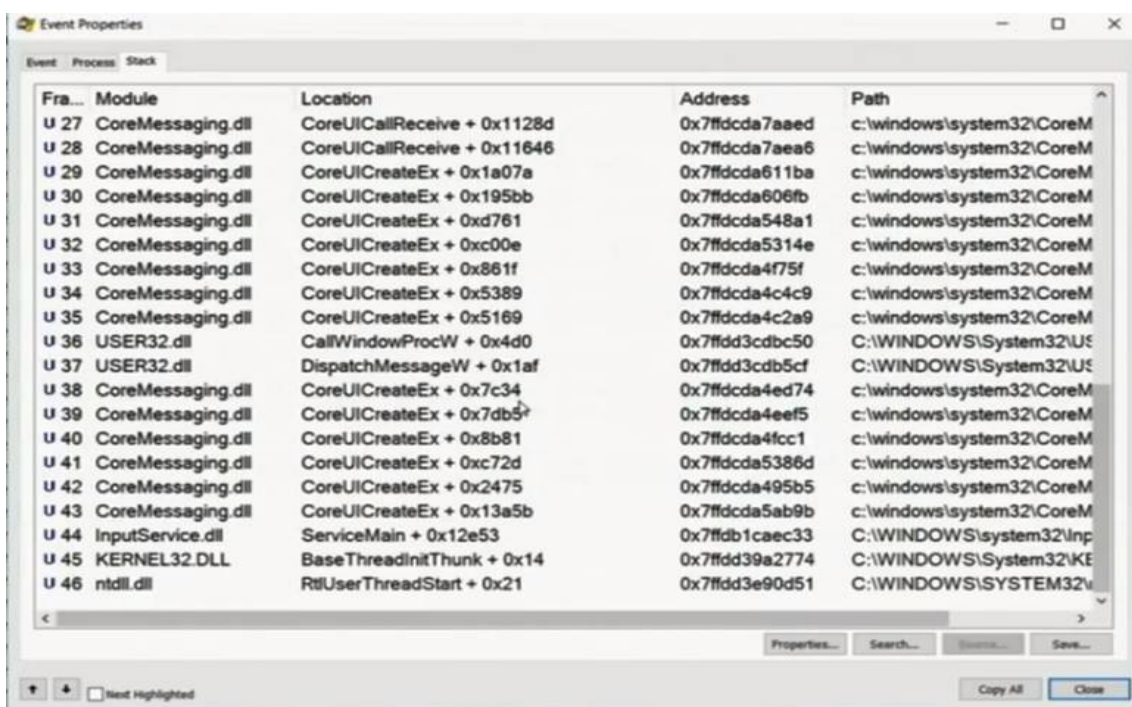 Event Properties
Event Process Stack
Fra... Module Location Address Path
U 27 CoreMessaging.dll CoreUICallReceive + 0x1128d 0x7ffdcda7aaed c:\windows\system32\CoreM
U 28 CoreMessaging.dll CoreUICallReceive + 0x11646 0x7ffdcda7aea6 c:\windows\system32\CoreM
U 29 CoreMessaging.dll CoreUICreateEx + 0x1a07a 0x7ffdcda611ba c:\windows\system32\CoreM
U 30 CoreMessaging.dll CoreUICreateEx + 0x195bb 0x7ffdcda606fb c:\windows\system32\CoreM
U 31 CoreMessaging.dll CoreUICreateEx + 0xd761 0x7ffdcda548a1 c:\windows\system32\CoreM
U 32 CoreMessaging.dll CoreUICreateEx + 0xc00e 0x7ffdcda5314e c:\windows\system32\CoreM
U 33 CoreMessaging.dll CoreUICreateEx + 0x861f 0x7ffdcda4f75f c:\windows\system32\CoreM
U 34 CoreMessaging.dll CoreUICreateEx + 0x5389 0x7ffdcda4c4c9 c:\windows\system32\CoreM
U 35 CoreMessaging.dll CoreUICreateEx + 0x5169 0x7ffdcda4c2a9 c:\windows\system32\CoreM
U 36 USER32.dll CallWindowProcW + 0x4d0 0x7ffdd3cdbc50 C:\WINDOWS\System32\US
U 37 USER32.dll DispatchMessageW + 0x1af 0x7ffdd3cdb5cf C:\WINDOWS\System32\US
U 38 CoreMessaging.dll CoreUICreateEx + 0x7c34 0x7ffdcda4ed74 c:\windows\system32\CoreM
U 39 CoreMessaging.dll CoreUICreateEx + 0x7db5 0x7ffdcda4eef5 c:\windows\system32\CoreM
U 40 CoreMessaging.dll CoreUICreateEx + 0x8b81 0x7ffdcda4fcc1 c:\windows\system32\CoreM
U 41 CoreMessaging.dll CoreUICreateEx + 0xc72d 0x7ffdcda5386d c:\windows\system32\CoreM
U 42 CoreMessaging.dll CoreUICreateEx + 0x2475 0x7ffdcda495b5 c:\windows\system32\CoreM
U 43 CoreMessaging.dll CoreUICreateEx + 0x13a5b 0x7ffdcda5ab9b c:\windows\system32\CoreM
U 44 InputService.dll ServiceMain + 0x12e53 0x7ffdb1caec33 C:\WINDOWS\system32\Inp
U 45 KERNEL32.DLL BaseThreadInitThunk + 0x14 0x7ffdd39a2774 C:\WINDOWS\System32\KE
U 46 ntdll.dll RtlUserThreadStart + 0x21 0x7ffdd3e90d51 C:\WINDOWS\SYSTEM32\
Properties... Search... Save...
Next Highlighted Copy All Close